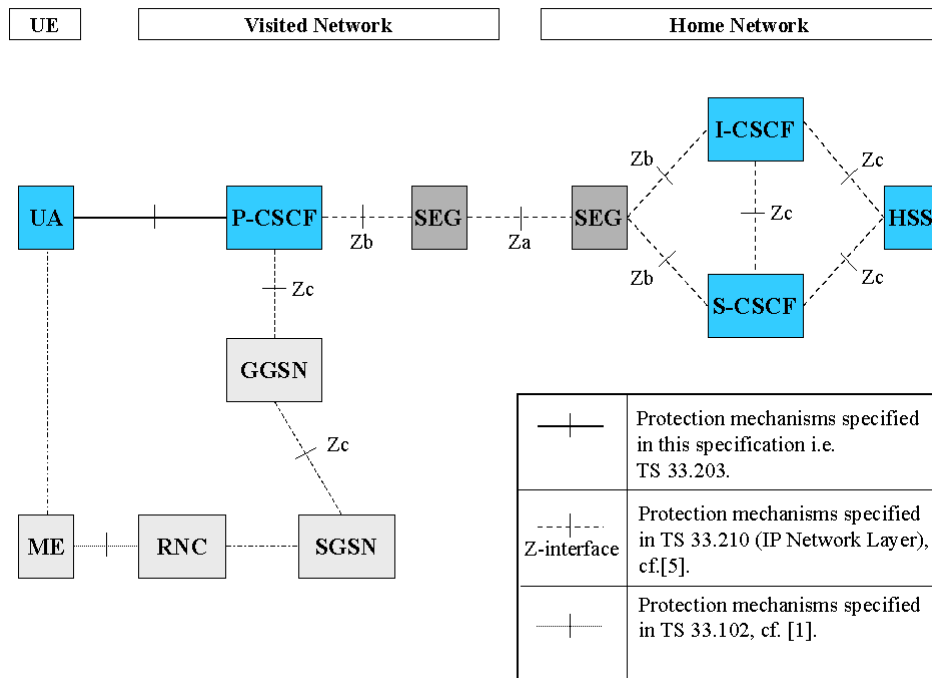 UE
Visited Network
Home Network
I-CSCF
Zb
Zc
UA
P-CSCF
SEG
SEG
HSS
Zc
Zb
Za
Zb
Zc
Zc
S-CSCF
GGSN
Zc
ME
RNC
SGSN
Protection mechanisms specified
in this specification i.e.
TS 33.203.
Z-interface
Protection mechanisms specified
in TS 33.210 (IP Network Layer),
cf.[5].
Protection mechanisms specified
in TS 33.102, cf. [1].